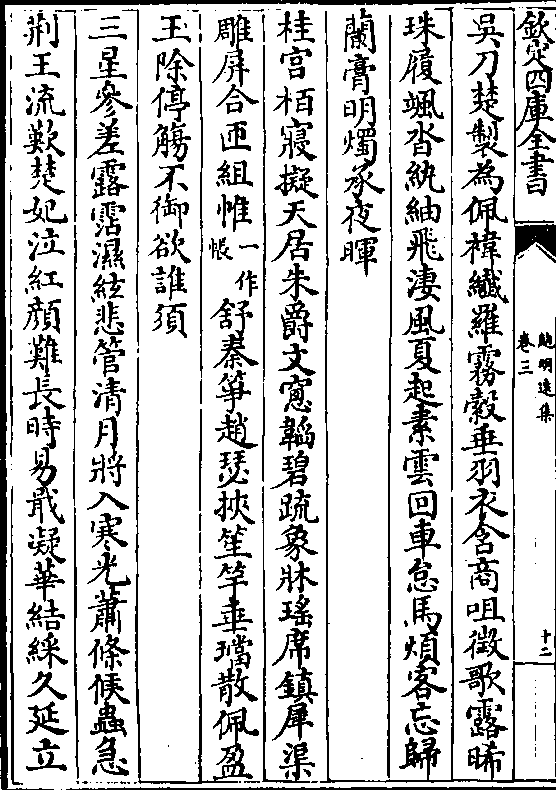 欽定四庫全書
鮑明遠集
卷三
十二
吳刀楚製為佩褘纖羅霧縠垂羽衣含商咀徵歌露晞
珠履颯沓紈紬飛淒風夏起素雲回車怠馬煩客忘歸
蘭膏明燭承夜暉
桂宮栢寢擬天居朱爵文窻韜碧疏象牀瑤席鎮犀渠
雕屏合匝組惟一作帳舒秦箏趙瑟挾笙竽垂璫散佩盈
玉除停觴不御欲誰須
三星參差露霑濕絃悲管清月將入寒光蕭條候蟲急
荆王流歎楚妃泣紅顔難長時易戢凝華結綵久延立